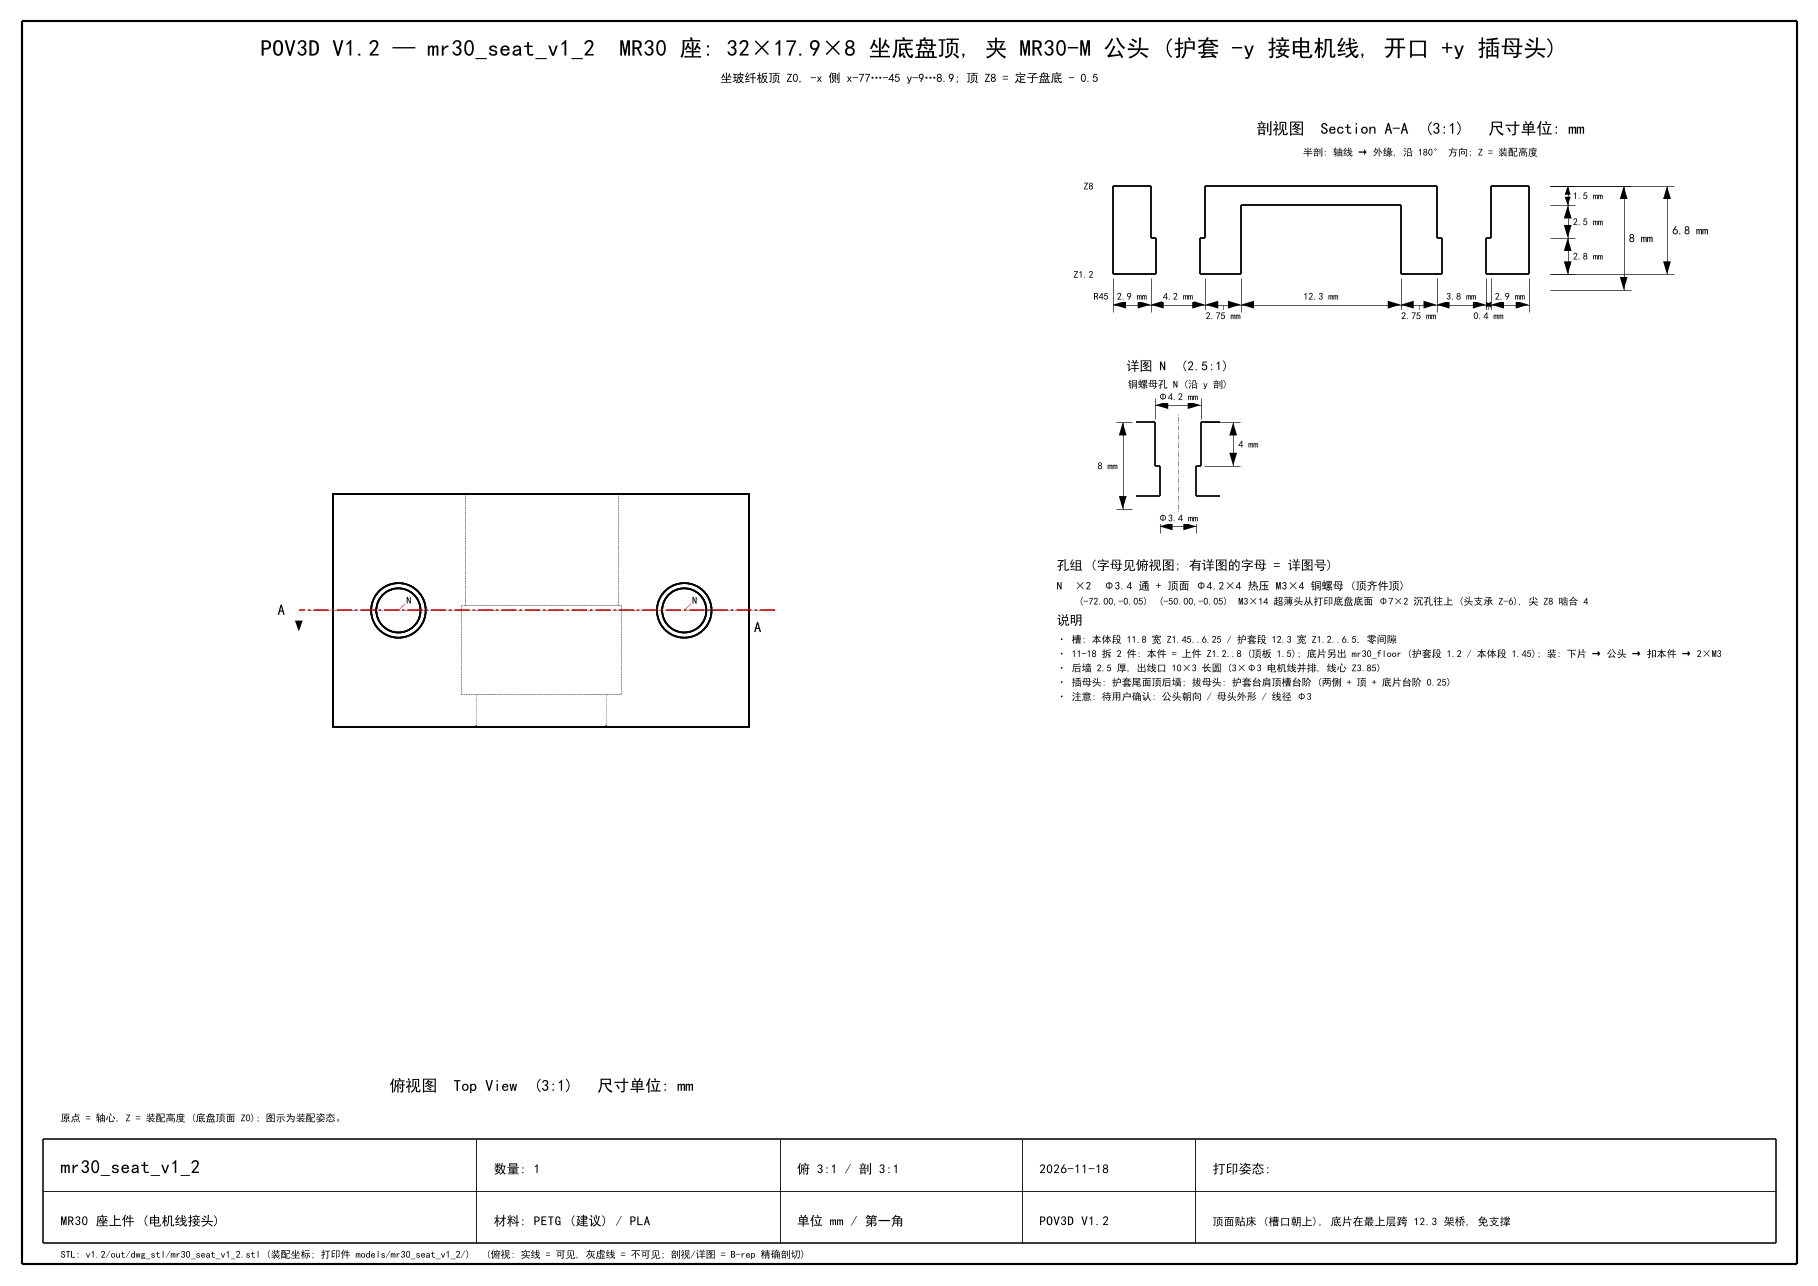 POV3D V1.2 — mr30_seat_v1_2  MR30 座: 32×17.9×8 坐底盘顶, 夹 MR30-M 公头 (护套 -y 接电机线, 开口 +y 插母头)
坐玻纤板顶 Z0, -x 侧 x-77…-45 y-9…8.9; 顶 Z8 = 定子盘底 - 0.5
剖视图  Section A-A  (3:1)  尺寸单位: mm
半剖: 轴线 → 外缘, 沿 180° 方向; Z = 装配高度
Z8
1.5 mm
2.5 mm
6.8 mm
8 mm
2.8 mm
Z1.2
R45
2.9 mm
4.2 mm
12.3 mm
3.8 mm
2.9 mm
2.75 mm
2.75 mm
0.4 mm
详图 N  (2.5:1)
铜螺母孔 N (沿 y 剖)
Φ4.2 mm
4 mm
8 mm
Φ3.4 mm
N
N
A
A
孔组 (字母见俯视图; 有详图的字母 = 详图号)
N  ×2  Φ3.4 通 + 顶面 Φ4.2×4 热压 M3×4 铜螺母 (顶齐件顶)
(-72.00,-0.05)  (-50.00,-0.05)  M3×14 超薄头从打印底盘底面 Φ7×2 沉孔往上 (头支承 Z-6), 尖 Z8 啮合 4
说明
· 槽: 本体段 11.8 宽 Z1.45..6.25 / 护套段 12.3 宽 Z1.2..6.5, 零间隙
· 11-18 拆 2 件: 本件 = 上件 Z1.2..8 (顶板 1.5); 底片另出 mr30_floor (护套段 1.2 / 本体段 1.45); 装: 下片 → 公头 → 扣本件 → 2×M3
· 后墙 2.5 厚, 出线口 10×3 长圆 (3×Φ3 电机线并排, 线心 Z3.85)
· 插母头: 护套尾面顶后墙; 拔母头: 护套台肩顶槽台阶 (两侧 + 顶 + 底片台阶 0.25)
· 注意: 待用户确认: 公头朝向 / 母头外形 / 线径 Φ3
俯视图  Top View  (3:1)  尺寸单位: mm
原点 = 轴心, Z = 装配高度 (底盘顶面 Z0); 图示为装配姿态。
mr30_seat_v1_2
数量: 1
俯 3:1 / 剖 3:1
2026-11-18
打印姿态:
MR30 座上件 (电机线接头)
材料: PETG (建议) / PLA
单位 mm / 第一角
POV3D V1.2
顶面贴床 (槽口朝上), 底片在最上层跨 12.3 架桥, 免支撑
STL: v1.2/out/dwg_stl/mr30_seat_v1_2.stl (装配坐标; 打印件 models/mr30_seat_v1_2/)   (俯视: 实线 = 可见, 灰虚线 = 不可见; 剖视/详图 = B-rep 精确剖切)